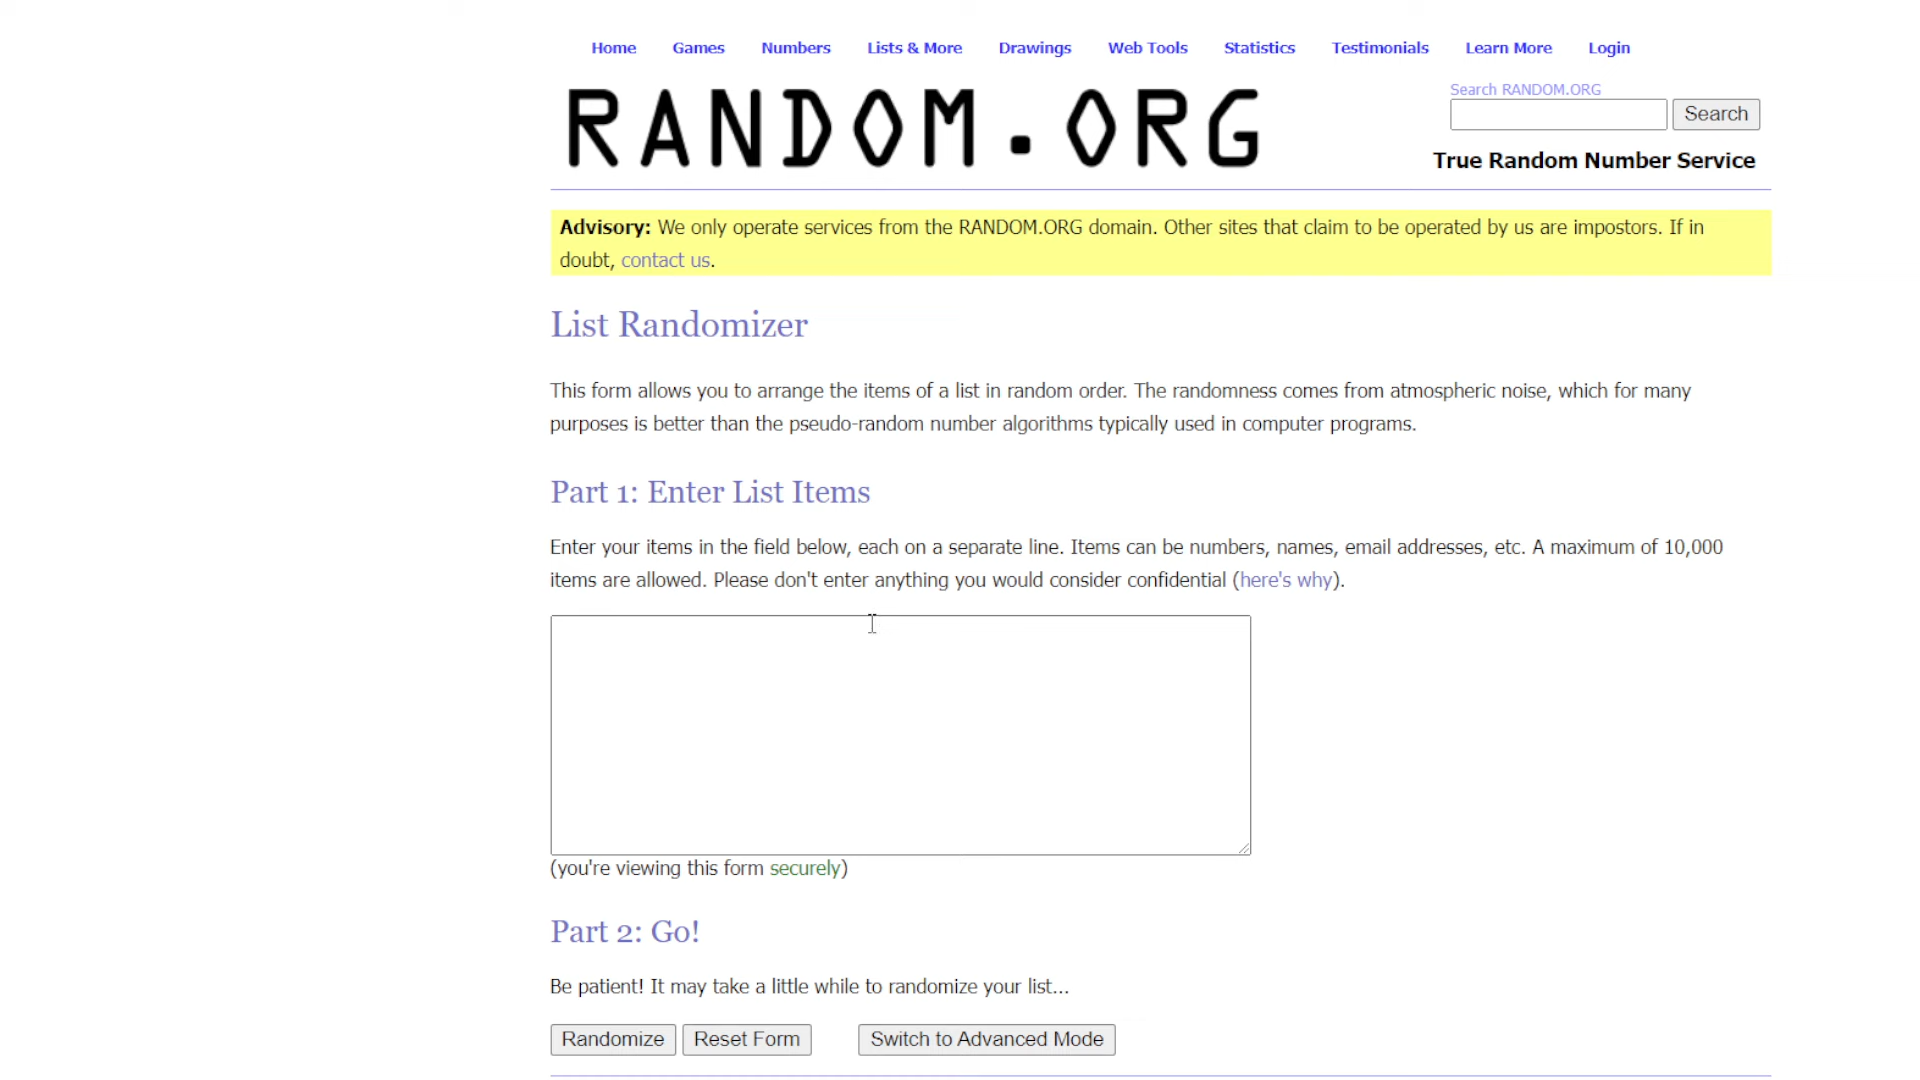 Home Games Numbers Lists & More Drawings Web Tools Statistics Testimonials Learn More Login
RANDOM.ORG
Search RANDOM.ORG
Search
True Random Number Service
Advisory: We only operate services from the RANDOM.ORG domain. Other sites that claim to be operated by us are impostors. If in
doubt, contact us.
List Randomizer
This form allows you to arrange the items of a list in random order. The randomness comes from atmospheric noise, which for many
purposes is better than the pseudo-random number algorithms typically used in computer programs.
Part 1: Enter List Items
Enter your items in the field below, each on a separate line. Items can be numbers, names, email addresses, etc. A maximum of 10,000
items are allowed. Please don't enter anything you would consider confidential (here's why).
(you're viewing this form securely)
Part 2: Go!
Be patient! It may take a little while to randomize your list...
Randomize Reset Form Switch to Advanced Mode